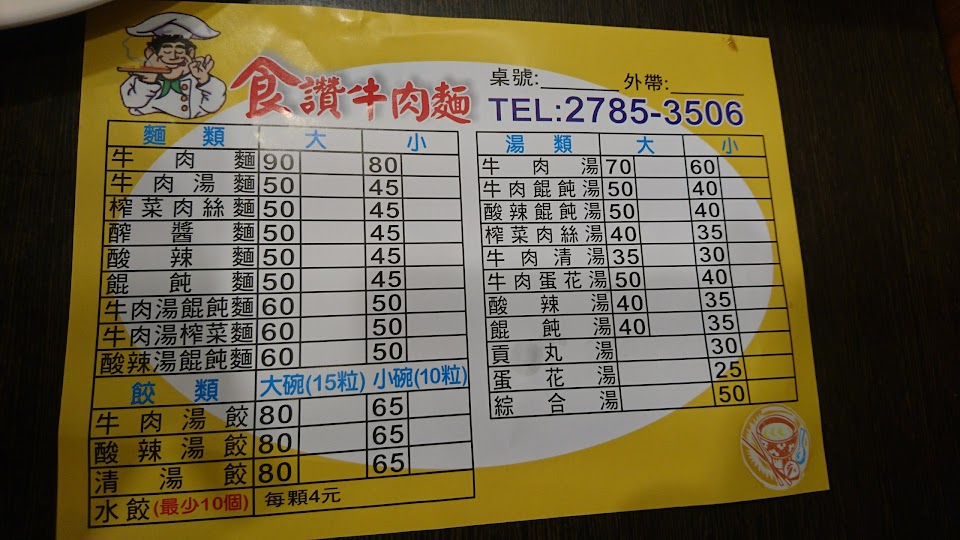 食讚牛肉麵
桌號:______ 外帶:______
TEL:2785-3506
麵類 大 小
牛肉麵 90 80
牛肉湯麵 50 45
榨菜肉絲麵 50 45
醡醬麵 50 45
酸辣麵 50 45
餛飩麵 50 45
牛肉湯餛飩麵 60 50
牛肉湯榨菜麵 60 50
酸辣湯餛飩麵 60 50
餃類 大碗(15粒) 小碗(10粒)
牛肉湯餃 80 65
酸辣湯餃 80 65
清湯餃 80 65
水餃(最少10個) 每顆4元
湯類 大 小
牛肉湯 70 60
牛肉餛飩湯 50 40
酸辣餛飩湯 50 40
榨菜肉絲湯 40 35
牛肉清湯 35 30
牛肉蛋花湯 50 40
酸辣湯 40 35
餛飩湯 40 35
貢丸湯 30
蛋花湯 25
綜合湯 50